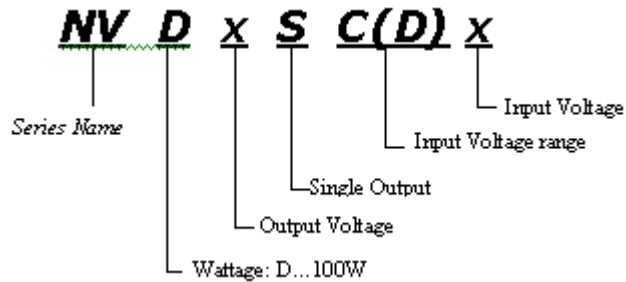 NV D x S C(D) x
Input Voltage
Series Name
Input Voltage range
Single Output
Output Voltage
Wattage: D...100W